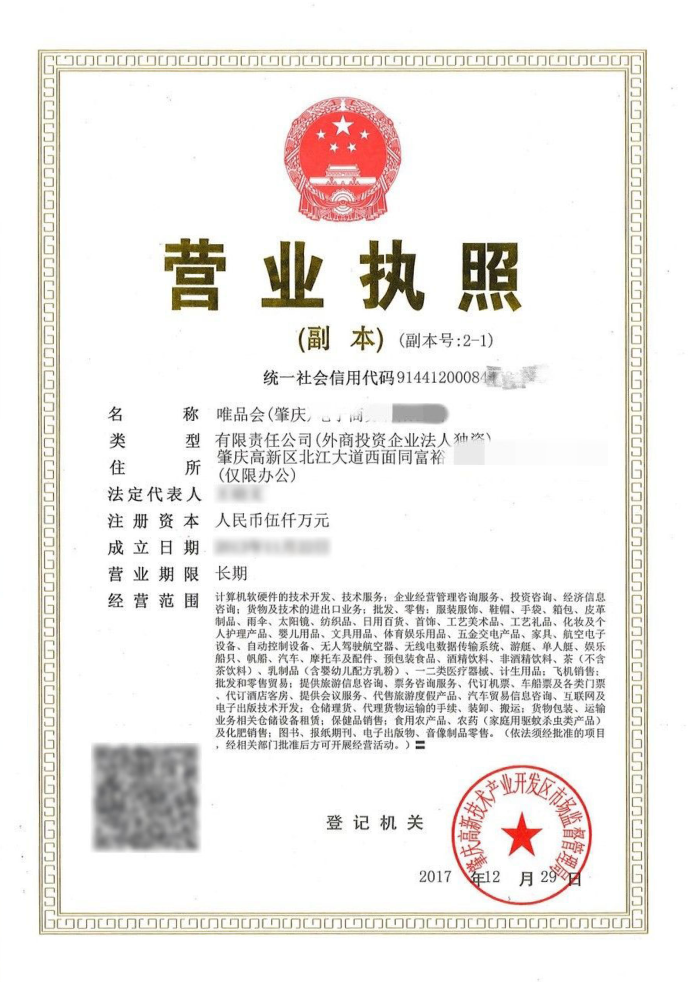 营业执照
(副 本) (副本号:2-1)
统一社会信用代码 91441200084
名 称 唯品会(肇庆)电子商
类 型 有限责任公司(外商投资企业法人独资)
住 所 肇庆高新区北江大道西面同富裕
(仅限办公)
法定代表人
注册资本 人民币伍仟万元
成立日期
营业期限 长期
经营范围 计算机软硬件的技术开发、技术服务；企业经营管理咨询服务、投资咨询、经济信息
咨询；货物及技术的进出口业务；批发、零售：服装服饰、鞋帽、手袋、箱包、皮革
制品、雨伞、太阳镜、纺织品、日用百货、首饰、工艺美术品、工艺礼品、化妆及个
人护理产品、婴儿用品、文具用品、体育娱乐用品、五金交电产品、家具、航空电子
设备、自动控制设备、无人驾驶航空器、无线电数据传输系统、游艇、单人艇、娱乐
船只、帆船、汽车、摩托车及配件、预包装食品、酒精饮料、非酒精饮料、茶（不含
茶饮料）、乳制品（含婴幼儿配方乳粉）、一二类医疗器械、计生用品；飞机销售；
批发和零售贸易；提供旅游信息咨询、票务咨询服务、代订机票、车船票及各类门票
、代订酒店客房、提供会议服务、代售旅游度假产品、汽车贸易信息咨询、互联网及
电子出版技术开发；仓储理货、代理货物运输的手续、装卸、搬运；货物包装、运输
业务相关仓储设备租赁；保健品销售；食用农产品、农药（家庭用驱蚊杀虫类产品）
及化肥销售；图书、报纸期刊、电子出版物、音像制品零售。（依法须经批准的项目
，经相关部门批准后方可开展经营活动。）〓
登记机关
肇庆高新技术产业开发区市场监督管理局
2017 年 12 月 29 日